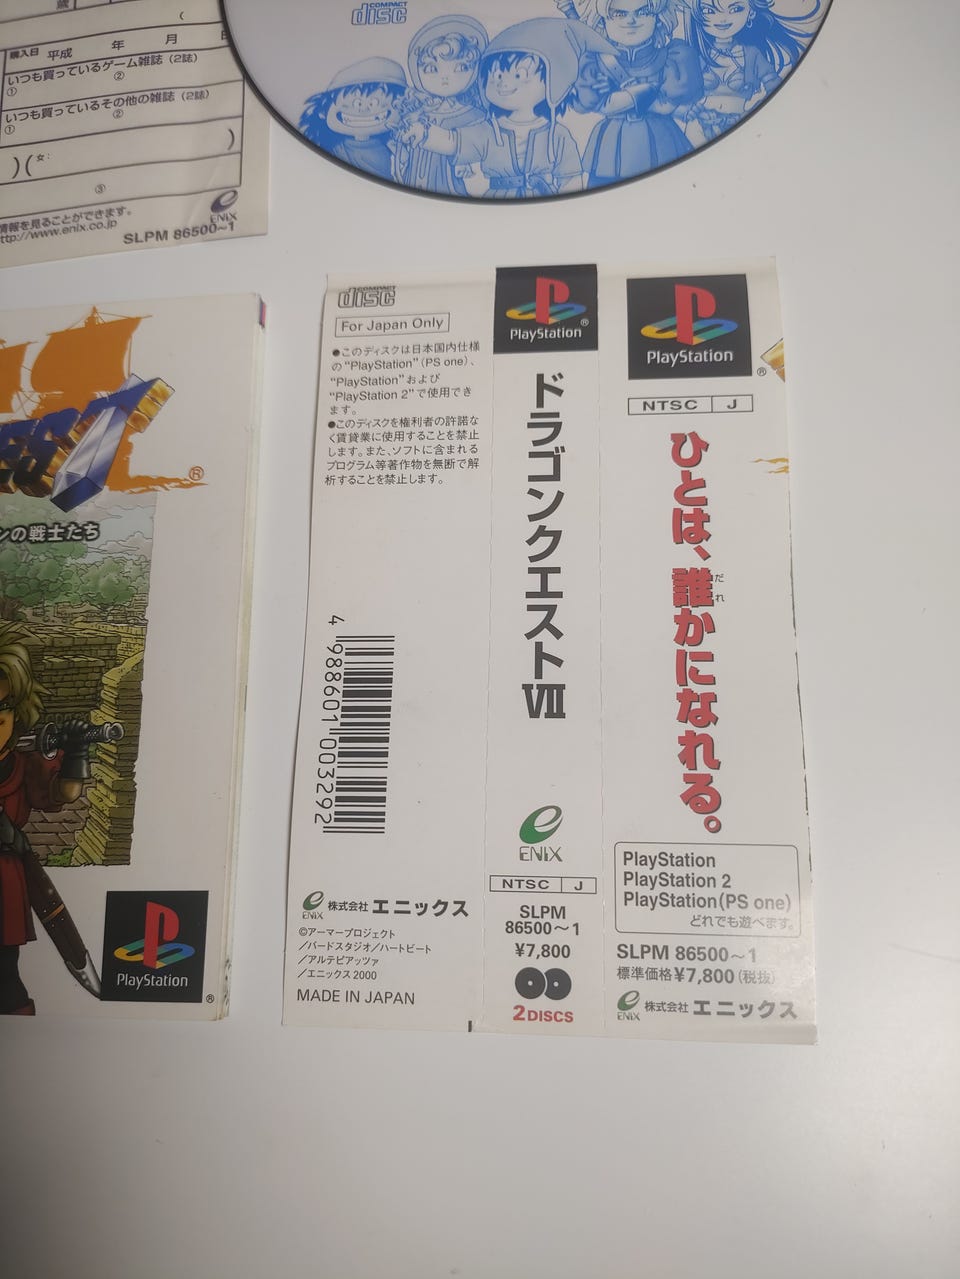 歳
(
購入日 平成 年 月 日
いつも買っているゲーム雑誌(2誌)
① ②
いつも買っているその他の雑誌(2誌)
① ②
)
)(女:
③
情報を見ることができます。
http://www.enix.co.jp
ENIX
SLPM 86500~1
COMPACT
disc
®
ンの戦士たち
PlayStation
®
COMPACT
disc
For Japan Only
●このディスクは日本国内仕様
の"PlayStation"(PS one)、
"PlayStation"および
"PlayStation 2"で使用でき
ます。
●このディスクを権利者の許諾な
く賃貸業に使用することを禁止
します。また、ソフトに含まれる
プログラム等著作物を無断で解
析することを禁止します。
4 988601 003292
ENIX 株式会社 エニックス
©アーマープロジェクト
/バードスタジオ/ハートビート
/アルテピアッツァ
/エニックス 2000
MADE IN JAPAN
PlayStation®
ドラゴンクエストVII
ENIX
NTSC J
SLPM
86500~1
¥7,800
2DISCS
PlayStation
®
NTSC J
ひとは、誰かになれる。
だれ
PlayStation
PlayStation 2
PlayStation(PS one)
どれでも遊べます。
SLPM 86500~1
標準価格¥7,800(税抜)
ENIX 株式会社 エニックス